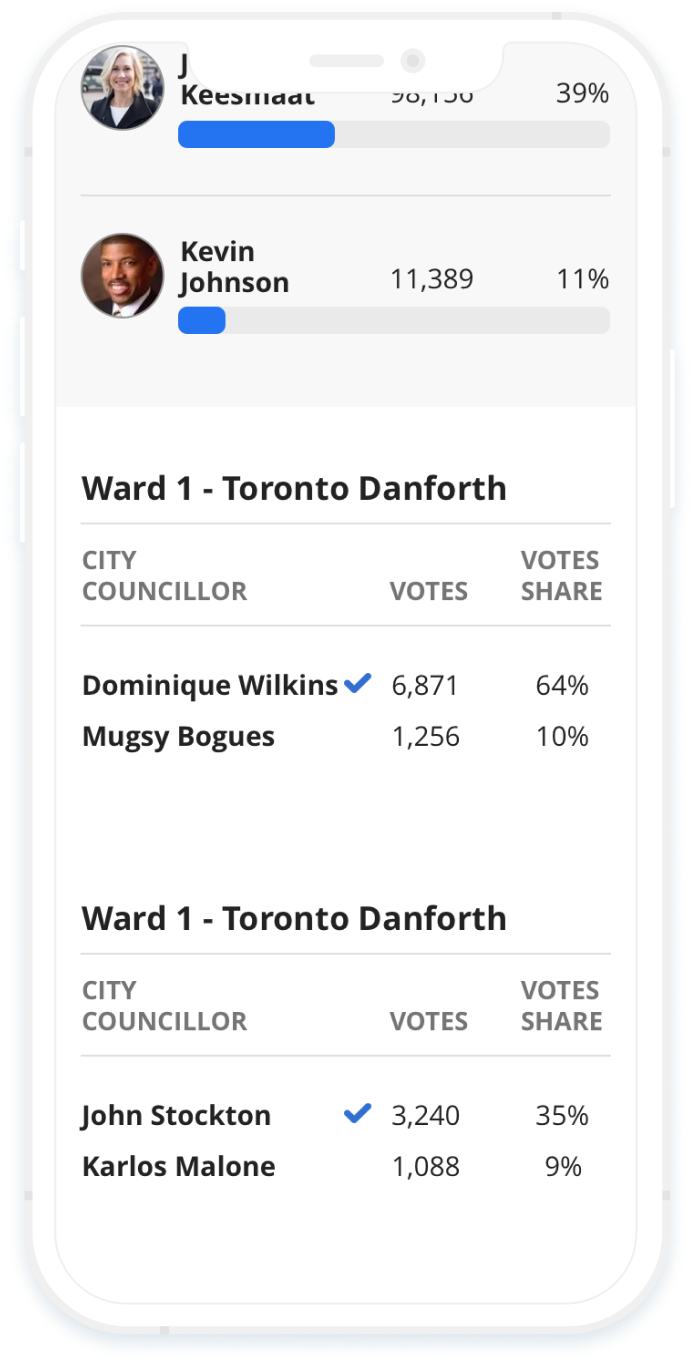 J
Keesmaat 98,156 39%
Kevin
Johnson 11,389 11%
Ward 1 - Toronto Danforth
CITY VOTES
COUNCILLOR VOTES SHARE
Dominique Wilkins 6,871 64%
Mugsy Bogues 1,256 10%
Ward 1 - Toronto Danforth
CITY VOTES
COUNCILLOR VOTES SHARE
John Stockton 3,240 35%
Karlos Malone 1,088 9%